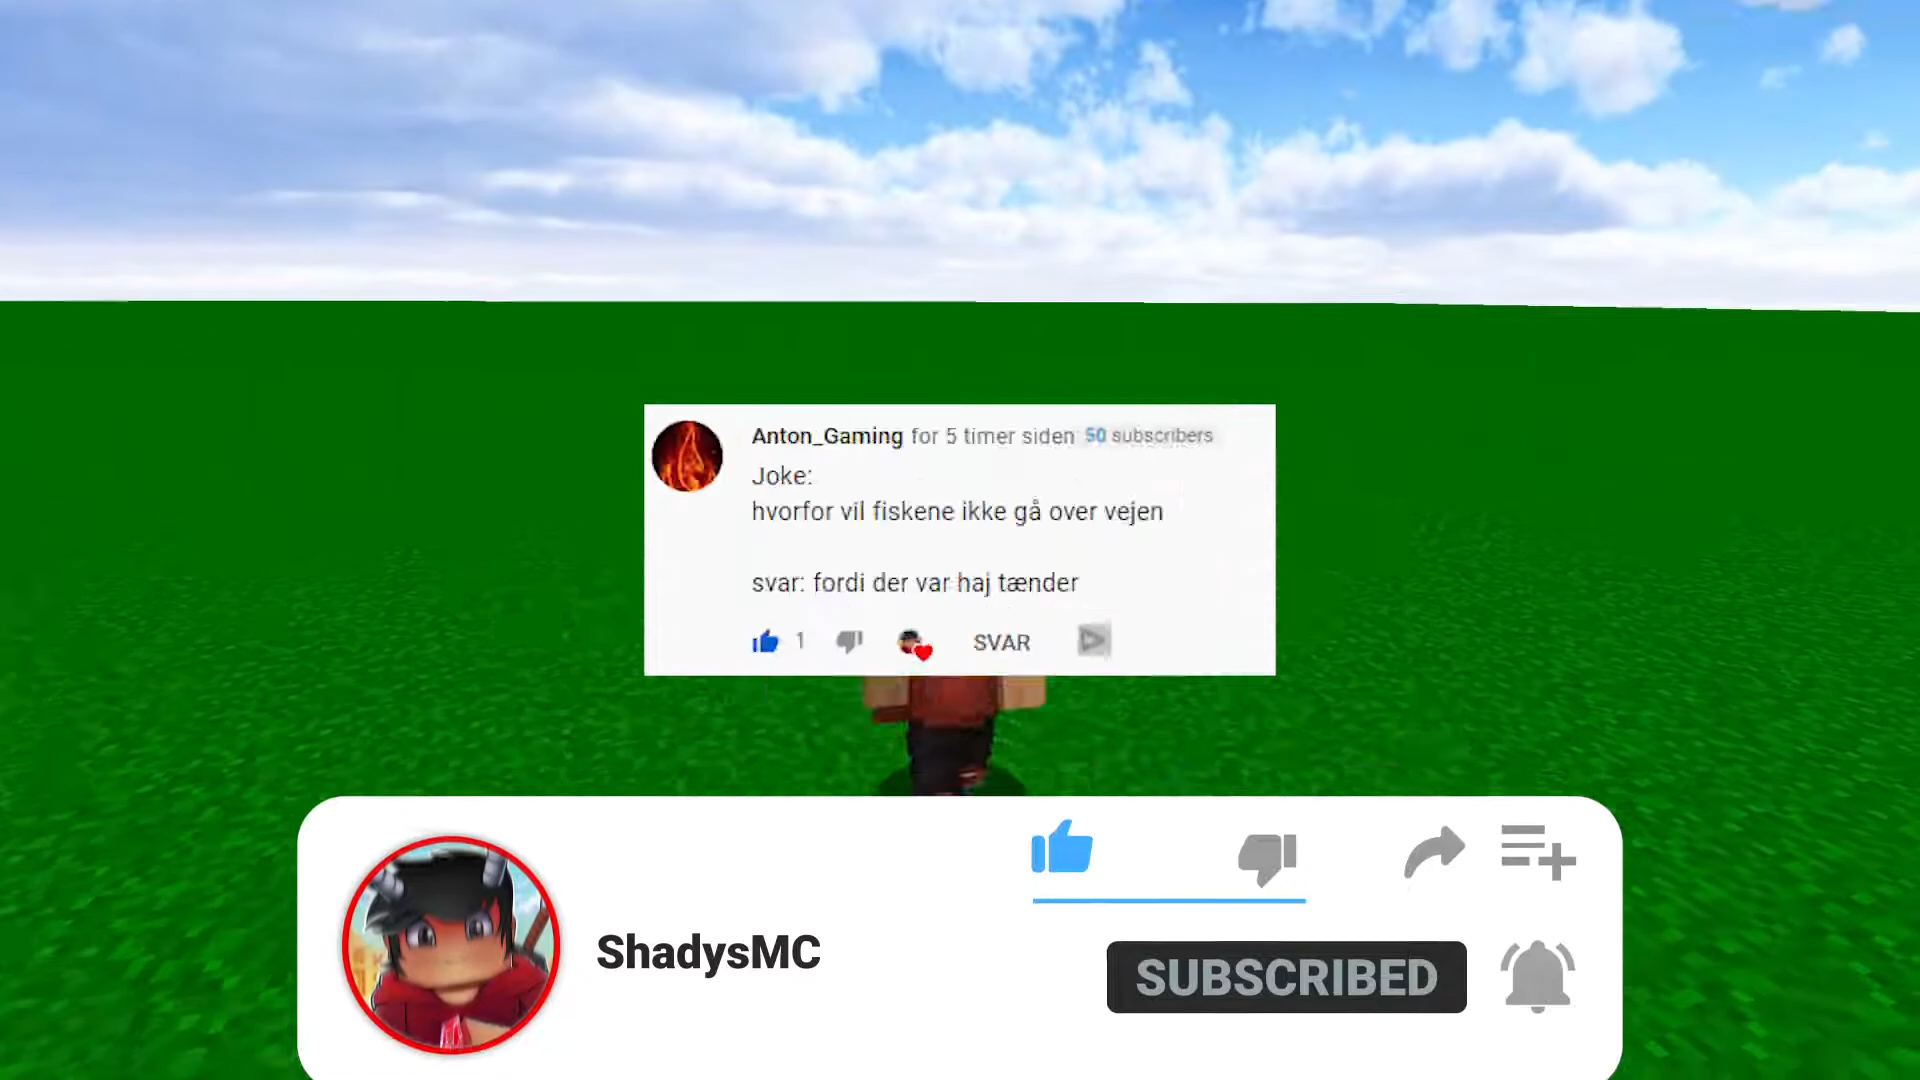 Anton_Gaming for 5 timer siden 50 subscribers
Joke:
hvorfor vil fiskene ikke gå over vejen
svar: fordi der var haj tænder
1 SVAR
ShadysMC
SUBSCRIBED